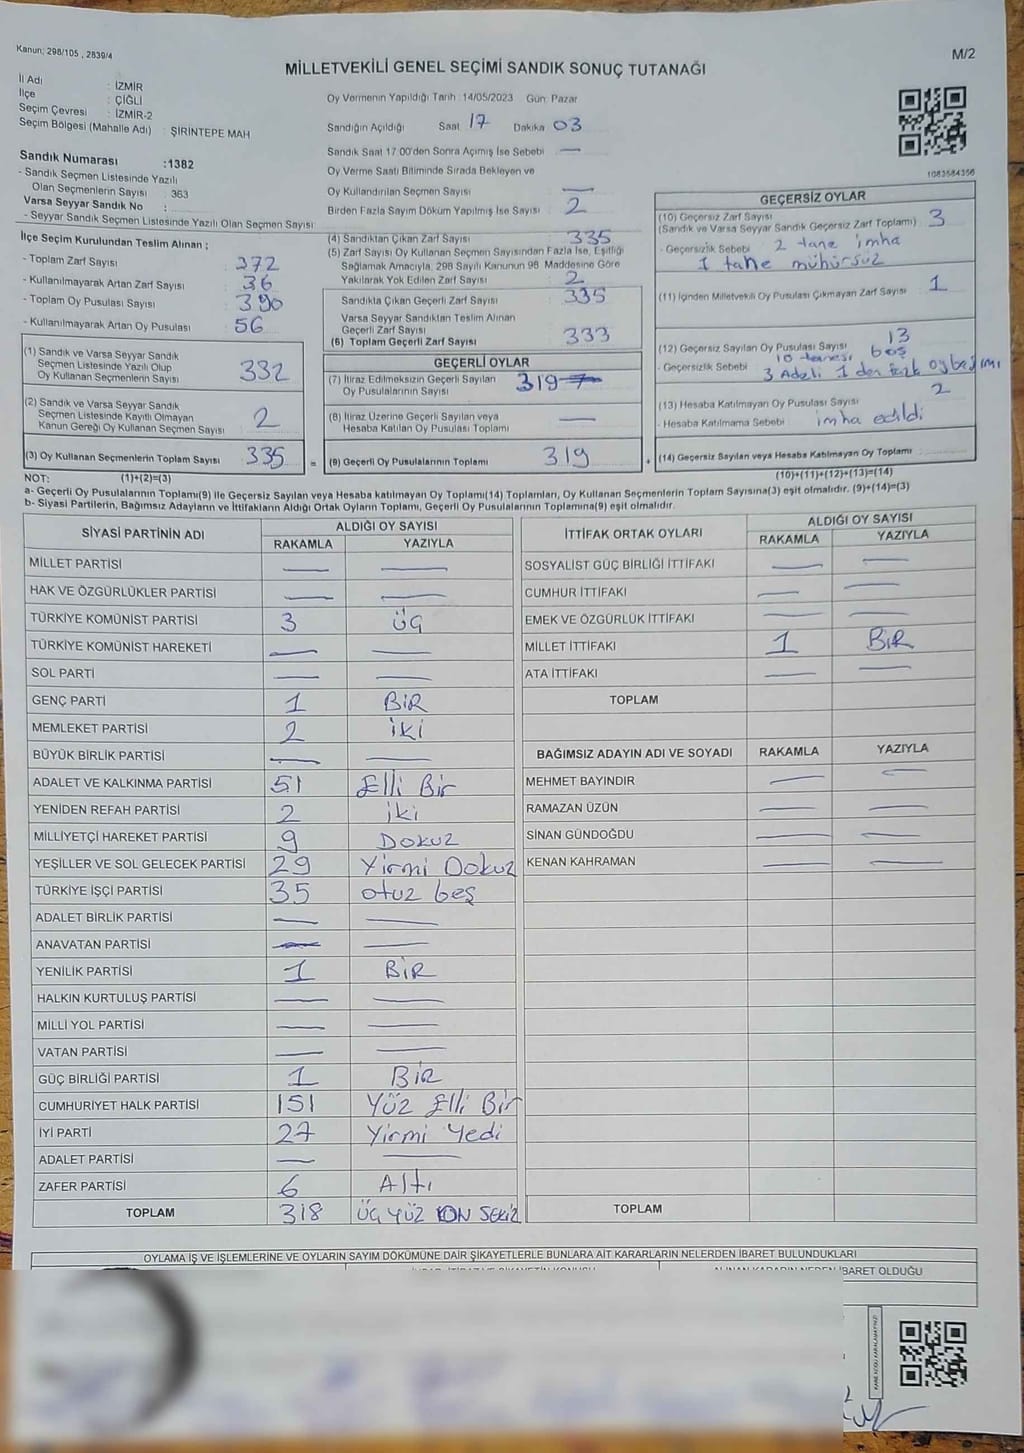 Kanun; 298/105 , 2839/4
M/2
MİLLETVEKİLİ GENEL SEÇİMİ SANDIK SONUÇ TUTANAĞI
İl Adı : İZMİR
İlçe : ÇİĞLİ
Seçim Çevresi : İZMİR-2
Seçim Bölgesi (Mahalle Adı) : ŞİRİNTEPE MAH
Sandık Numarası :1382
- Sandık Seçmen Listesinde Yazılı
Olan Seçmenlerin Sayısı : 363
Varsa Seyyar Sandık No :
- Seyyar Sandık Seçmen Listesinde Yazılı Olan Seçmen Sayısı:
Oy Vermenin Yapıldığı Tarih :14/05/2023 Gün: Pazar
Sandığın Açıldığı Saat 17 Dakika 03
Sandık Saat 17:00'den Sonra Açımış İse Sebebi : —
Oy Verme Saati Bitiminde Sırada Bekleyen ve
Oy Kullandırılan Seçmen Sayısı : —
Birden Fazla Sayım Döküm Yapılmış İse Sayısı : 2
1083584356
İlçe Seçim Kurulundan Teslim Alınan ;
- Toplam Zarf Sayısı : 372
- Kullanılmayarak Artan Zarf Sayısı : 36
- Toplam Oy Pusulası Sayısı : 390
- Kullanılmayarak Artan Oy Pusulası : 56
(1) Sandık ve Varsa Seyyar Sandık
Seçmen Listesinde Yazılı Olup
Oy Kullanan Seçmenlerin Sayısı : 332
(2) Sandık ve Varsa Seyyar Sandık
Seçmen Listesinde Kayıtlı Olmayan
Kanun Gereği Oy Kullanan Seçmen Sayısı : 2
(3) Oy Kullanan Seçmenlerin Toplam Sayısı : 335
(4) Sandıktan Çıkan Zarf Sayısı : 335
(5) Zarf Sayısı Oy Kullanan Seçmen Sayısından Fazla İse, Eşitliği
Sağlamak Amacıyla, 298 Sayılı Kanunun 98. Maddesine Göre
Yakılarak Yok Edilen Zarf Sayısı : 2
Sandıkta Çıkan Geçerli Zarf Sayısı : 335
Varsa Seyyar Sandıktan Teslim Alınan
Geçerli Zarf Sayısı
(6) Toplam Geçerli Zarf Sayısı : 333
GEÇERLİ OYLAR
(7) İtiraz Edilmeksizin Geçerli Sayılan
Oy Pusulalarının Sayısı : 319
(8) İtiraz Üzerine Geçerli Sayılan veya
Hesaba Katılan Oy Pusulası Toplamı : —
= (9) Geçerli Oy Pusulalarının Toplamı : 319 +
GEÇERSİZ OYLAR
(10) Geçersiz Zarf Sayısı
(Sandık ve Varsa Seyyar Sandık Geçersiz Zarf Toplamı) : 3
- Geçersizlik Sebebi : 2 tane imha
1 tane mühürsüz
(11) İçinden Milletvekili Oy Pusulası Çıkmayan Zarf Sayısı : 1
(12) Geçersiz Sayılan Oy Pusulası Sayısı : 13
- Geçersizlik Sebebi : 10 tanesi boş
3 Adeti 1 den fazk oy
(13) Hesaba Katılmayan Oy Pusulası Sayısı : 2
- Hesaba Katılmama Sebebi : imha edildi
(14) Geçersiz Sayılan veya Hesaba Katılmayan Oy Toplamı :
NOT: (1)+(2)=(3)
(10)+(11)+(12)+(13)=(14)
a- Geçerli Oy Pusulalarının Toplamı(9) ile Geçersiz Sayılan veya Hesaba katılmayan Oy Toplamı(14) Toplamları, Oy Kullanan Seçmenlerin Toplam Sayısına(3) eşit olmalıdır. (9)+(14)=(3)
b- Siyasi Partilerin, Bağımsız Adayların ve İttifakların Aldığı Ortak Oyların Toplamı, Geçerli Oy Pusulalarının Toplamına(9) eşit olmalıdır.
SİYASİ PARTİNİN ADI ALDIĞI OY SAYISI
RAKAMLA YAZIYLA
MİLLET PARTİSİ — —
HAK VE ÖZGÜRLÜKLER PARTİSİ — —
TÜRKİYE KOMÜNİST PARTİSİ 3 ÜÇ
TÜRKİYE KOMÜNİST HAREKETİ — —
SOL PARTİ — —
GENÇ PARTİ 1 BİR
MEMLEKET PARTİSİ 2 iki
BÜYÜK BİRLİK PARTİSİ — —
ADALET VE KALKINMA PARTİSİ 51 Elli Bir
YENİDEN REFAH PARTİSİ 2 iki
MİLLİYETÇİ HAREKET PARTİSİ 9 Dokuz
YEŞİLLER VE SOL GELECEK PARTİSİ 29 Yirmi Dokuz
TÜRKİYE İŞÇİ PARTİSİ 35 otuz beş
ADALET BİRLİK PARTİSİ — —
ANAVATAN PARTİSİ — —
YENİLİK PARTİSİ 1 BİR
HALKIN KURTULUŞ PARTİSİ — —
MİLLİ YOL PARTİSİ — —
VATAN PARTİSİ — —
GÜÇ BİRLİĞİ PARTİSİ 1 BİR
CUMHURİYET HALK PARTİSİ 151 Yüz Elli Bir
İYİ PARTİ 27 Yirmi Yedi
ADALET PARTİSİ — —
ZAFER PARTİSİ 6 Altı
TOPLAM 318 ÜÇ YÜZ ON SEKİZ
İTTİFAK ORTAK OYLARI ALDIĞI OY SAYISI
RAKAMLA YAZIYLA
SOSYALİST GÜÇ BİRLİĞİ İTTİFAKI — —
CUMHUR İTTİFAKI — —
EMEK VE ÖZGÜRLÜK İTTİFAKI — —
MİLLET İTTİFAKI 1 BİR
ATA İTTİFAKI — —
TOPLAM
BAĞIMSIZ ADAYIN ADI VE SOYADI RAKAMLA YAZIYLA
MEHMET BAYINDIR — —
RAMAZAN ÜZÜN — —
SİNAN GÜNDOĞDU — —
KENAN KAHRAMAN — —
TOPLAM
OYLAMA İŞ VE İŞLEMLERİNE VE OYLARIN SAYIM DÖKÜMÜNE DAİR ŞİKAYETLERLE BUNLARA AİT KARARLARIN NELERDEN İBARET BULUNDUKLARI
ALINAN KARARIN NEDEN İBARET OLDUĞU